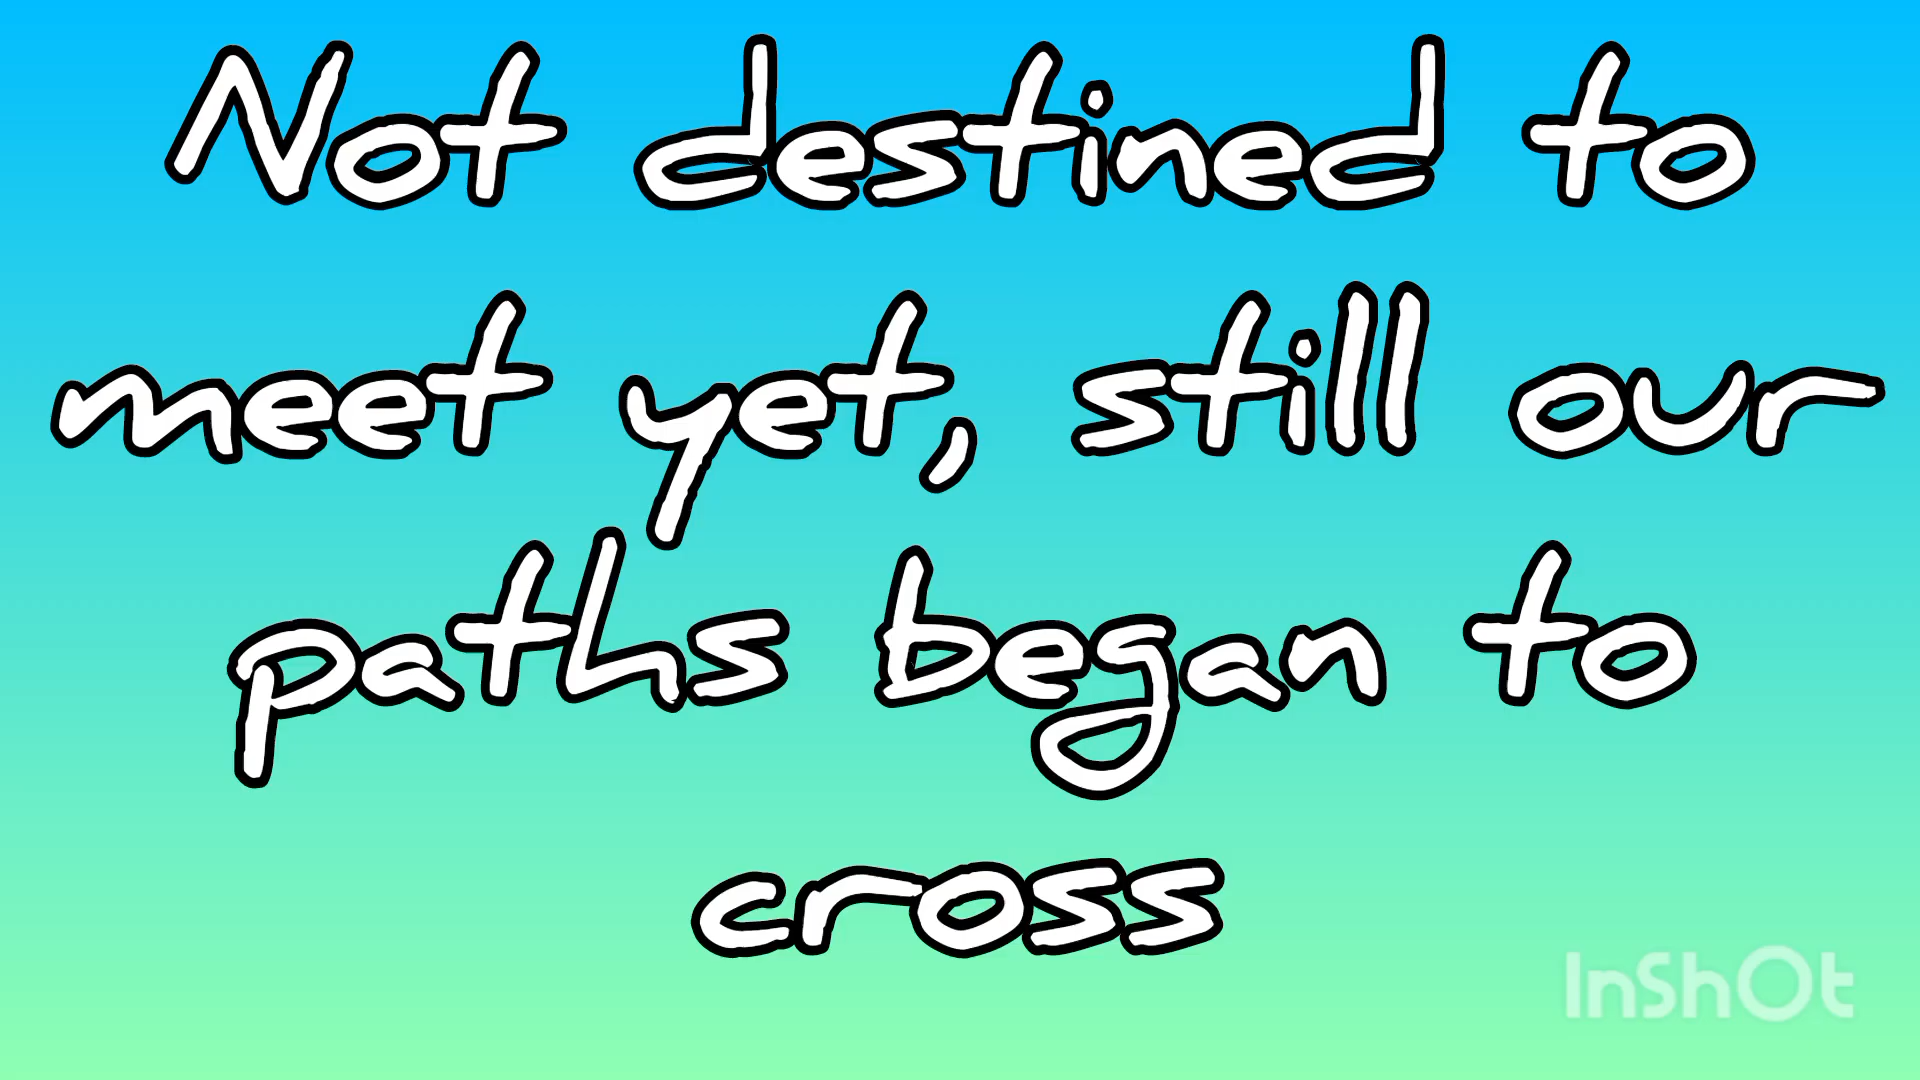 Not destined to
meet yet, still our
paths began to
cross
InShOt